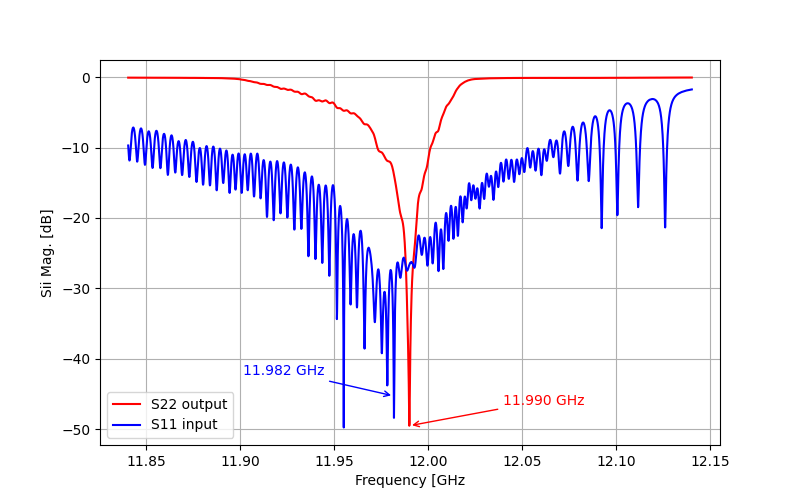 0
−10
−20
−30
−40
−50
Sii Mag. [dB]
11.982 GHz
11.990 GHz
S22 output
S11 input
11.85 11.90 11.95 12.00 12.05 12.10 12.15
Frequency [GHz